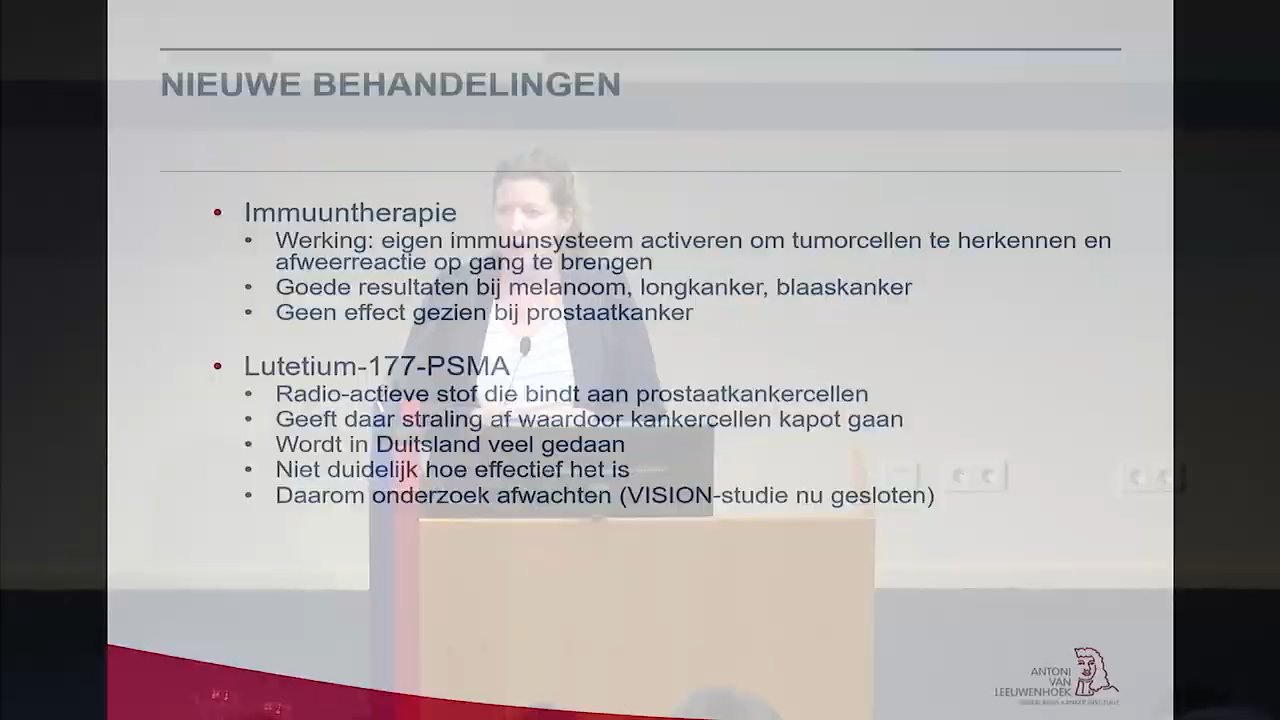 NIEUWE BEHANDELINGEN
• Immuuntherapie
• Werking: eigen immuunsysteem activeren om tumorcellen te herkennen en
afweerreactie op gang te brengen
• Goede resultaten bij melanoom, longkanker, blaaskanker
• Geen effect gezien bij prostaatkanker
• Lutetium-177-PSMA
• Radio-actieve stof die bindt aan prostaatkankercellen
• Geeft daar straling af waardoor kankercellen kapot gaan
• Wordt in Duitsland veel gedaan
• Niet duidelijk hoe effectief het is
• Daarom onderzoek afwachten (VISION-studie nu gesloten)
ANTONI
VAN
LEEUWENHOEK